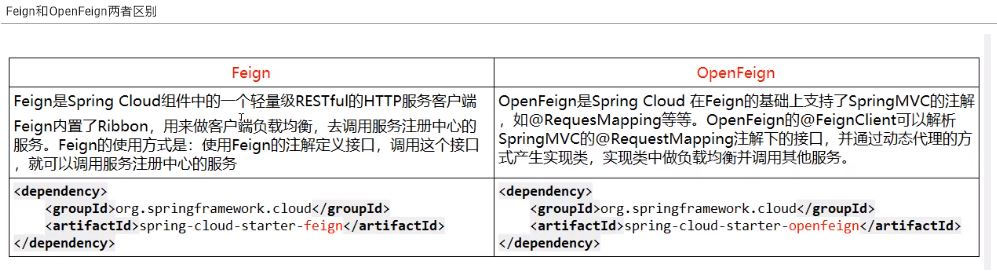 Feign和OpenFeign两者区别
Feign
OpenFeign
Feign是Spring Cloud组件中的一个轻量级RESTful的HTTP服务客户端
Feign内置了Ribbon，用来做客户端负载均衡，去调用服务注册中心的
服务。Feign的使用方式是：使用Feign的注解定义接口，调用这个接口
，就可以调用服务注册中心的服务
OpenFeign是Spring Cloud 在Feign的基础上支持了SpringMVC的注解
，如@RequesMapping等等。OpenFeign的@FeignClient可以解析
SpringMVC的@RequestMapping注解下的接口，并通过动态代理的方
式产生实现类，实现类中做负载均衡并调用其他服务。
<dependency>
<groupId>org.springframework.cloud</groupId>
<artifactId>spring-cloud-starter-feign</artifactId>
</dependency>
<dependency>
<groupId>org.springframework.cloud</groupId>
<artifactId>spring-cloud-starter-openfeign</artifactId>
</dependency>